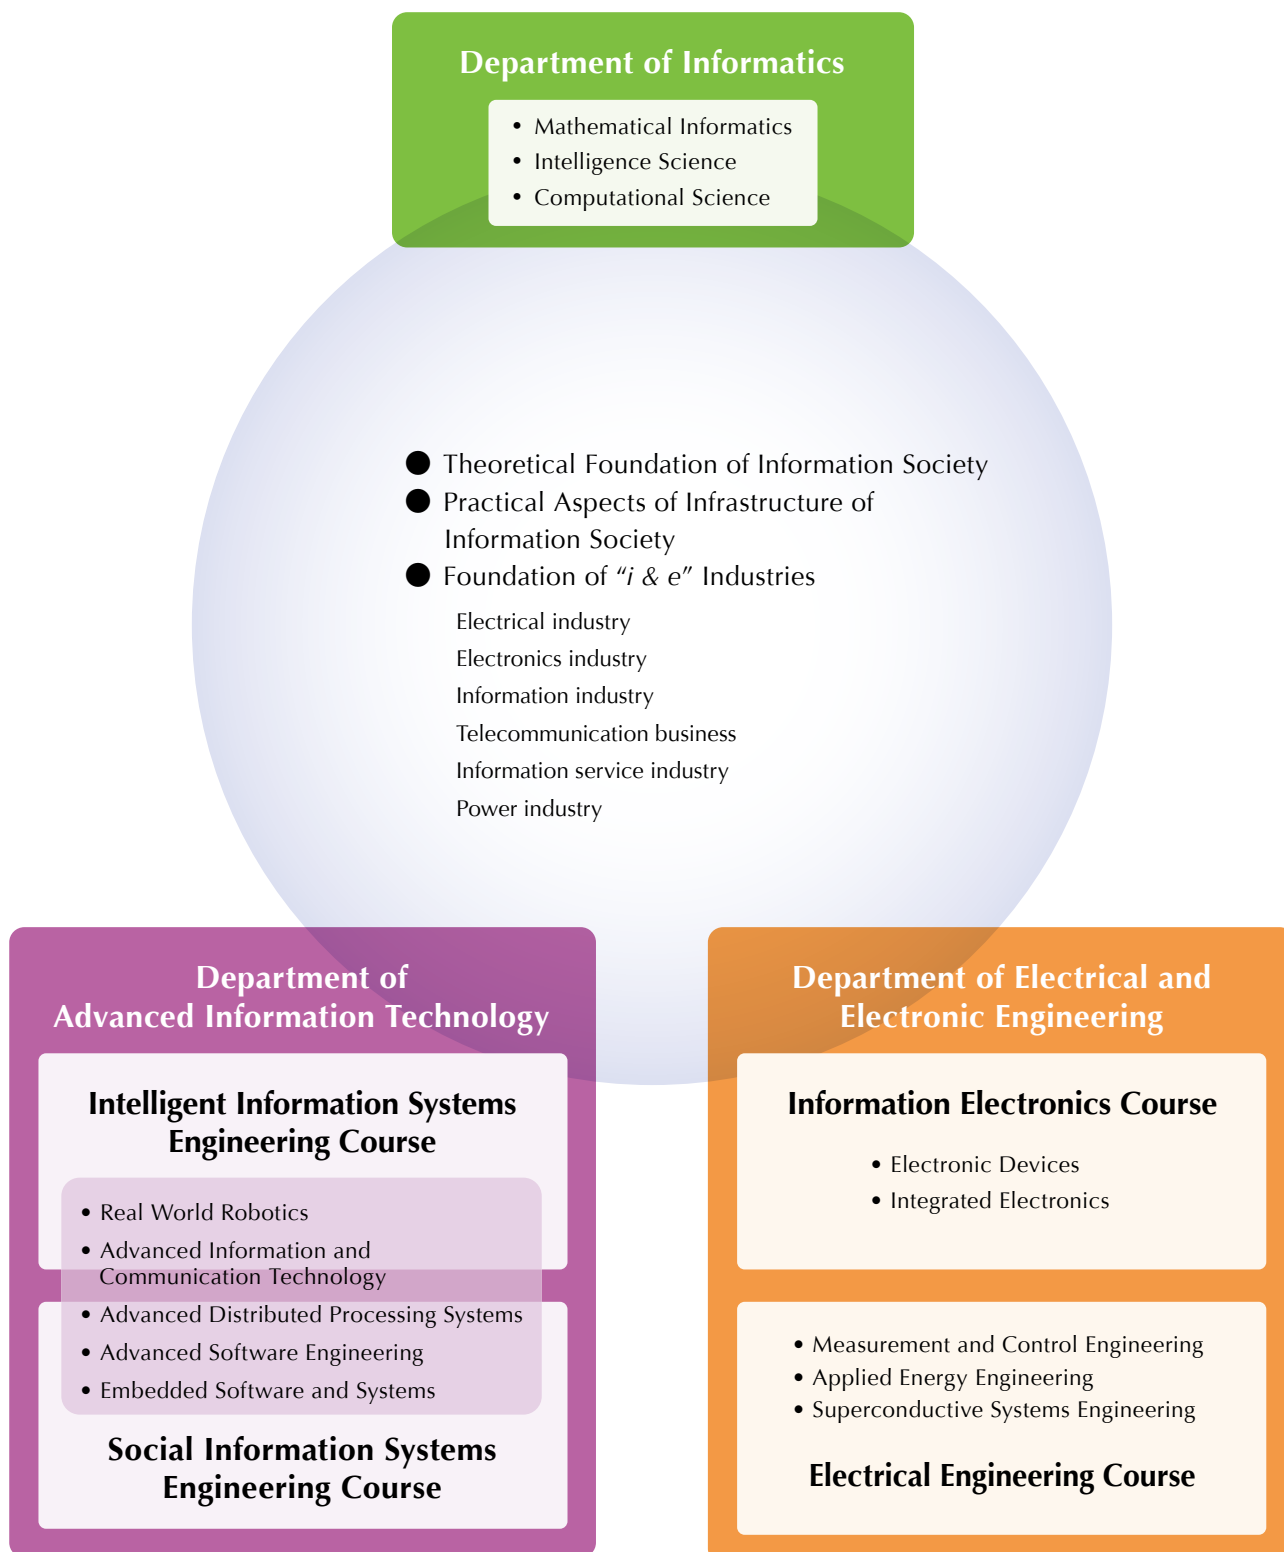 Department of Informatics
• Mathematical Informatics
• Intelligence Science
• Computational Science
● Theoretical Foundation of Information Society
● Practical Aspects of Infrastructure of
Information Society
● Foundation of “i & e” Industries
Electrical industry
Electronics industry
Information industry
Telecommunication business
Information service industry
Power industry
Department of
Advanced Information Technology
Intelligent Information Systems
Engineering Course
• Real World Robotics
• Advanced Information and
Communication Technology
• Advanced Distributed Processing Systems
• Advanced Software Engineering
• Embedded Software and Systems
Social Information Systems
Engineering Course
Department of Electrical and
Electronic Engineering
Information Electronics Course
• Electronic Devices
• Integrated Electronics
• Measurement and Control Engineering
• Applied Energy Engineering
• Superconductive Systems Engineering
Electrical Engineering Course